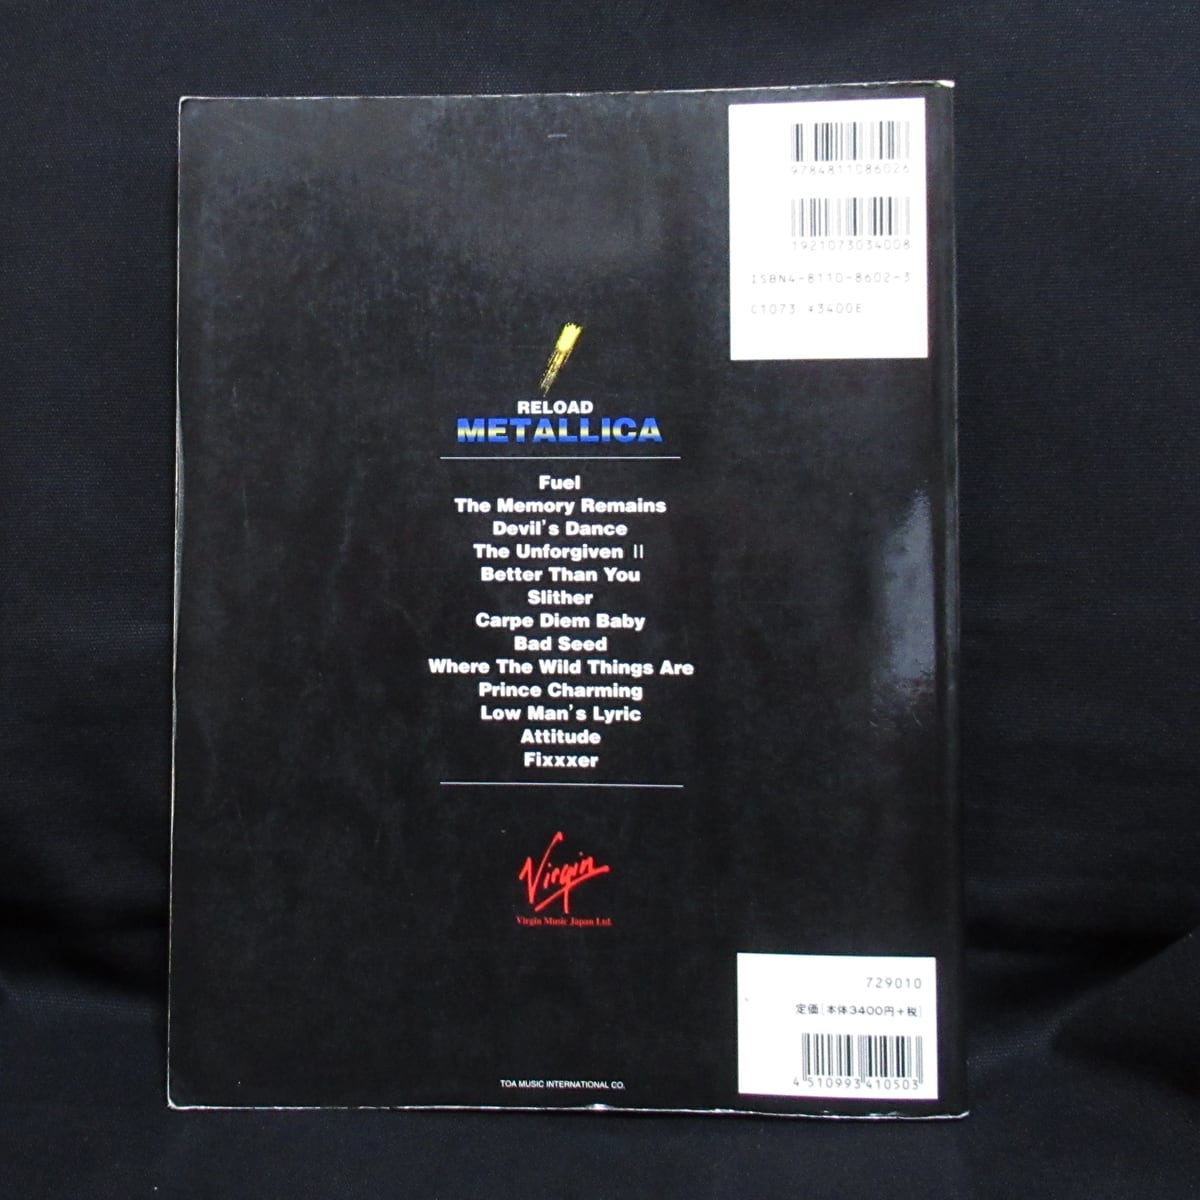 9784811086026
1921073034008
ISBN4-8110-8602-3
C1073 ¥3400E
RELOAD
METALLICA
Fuel
The Memory Remains
Devil's Dance
The Unforgiven II
Better Than You
Slither
Carpe Diem Baby
Bad Seed
Where The Wild Things Are
Prince Charming
Low Man's Lyric
Attitude
Fixxxer
Virgin
Virgin Music Japan Ltd.
729010
定価[本体3400円+税]
4510993410503
TOA MUSIC INTERNATIONAL CO.